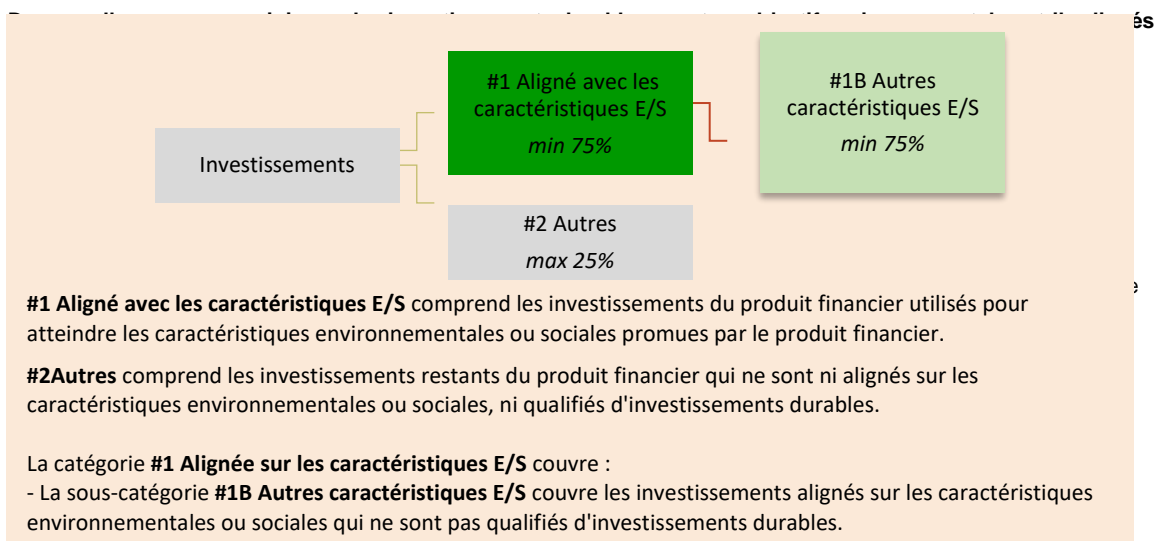 és
#1 Aligné avec les
caractéristiques E/S
min 75%
#1B Autres
caractéristiques E/S
min 75%
Investissements
#2 Autres
max 25%
e
#1 Aligné avec les caractéristiques E/S comprend les investissements du produit financier utilisés pour
atteindre les caractéristiques environnementales ou sociales promues par le produit financier.
#2Autres comprend les investissements restants du produit financier qui ne sont ni alignés sur les
caractéristiques environnementales ou sociales, ni qualifiés d'investissements durables.
La catégorie #1 Alignée sur les caractéristiques E/S couvre :
- La sous-catégorie #1B Autres caractéristiques E/S couvre les investissements alignés sur les caractéristiques
environnementales ou sociales qui ne sont pas qualifiés d'investissements durables.